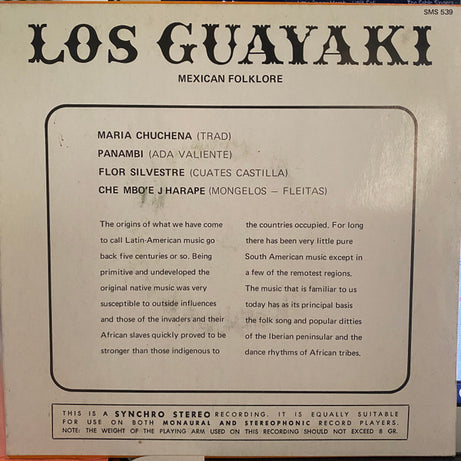 SMS 539
LOS GUAYAKI
MEXICAN FOLKLORE
MARIA CHUCHENA (TRAD)
PANAMBI (ADA VALIENTE)
FLOR SILVESTRE (CUATES CASTILLA)
CHE MBO'E JHARAPE (MONGELOS – FLEITAS)
The origins of what we have come
to call Latin-American music go
back five centuries or so. Being
primitive and undeveloped the
original native music was very
susceptible to outside influences
and those of the invaders and their
African slaves quickly proved to be
stronger than those indigenous to
the countries occupied. For long
there has been very little pure
South American music except in
a few of the remotest regions.
The music that is familiar to us
today has as its principal basis
the folk song and popular ditties
of the Iberian peninsular and the
dance rhythms of African tribes.
THIS IS A SYNCHRO STEREO RECORDING. IT IS EQUALLY SUITABLE
FOR USE ON BOTH MONAURAL AND STEREOPHONIC RECORD PLAYERS.
NOTE: THE WEIGHT OF THE PLAYING ARM USED ON THIS RECORDING SHOULD NOT EXCEED 8 GR.